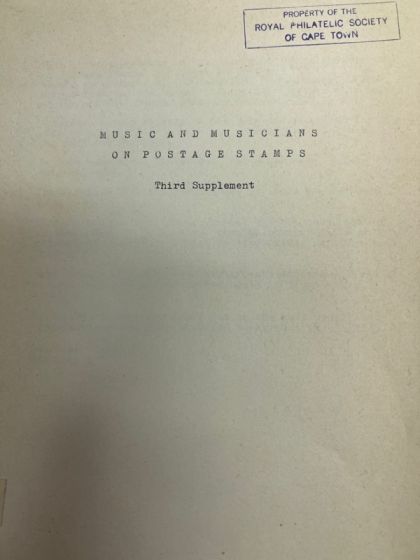 PROPERTY OF THE
ROYAL PHILATELIC SOCIETY
OF CAPE TOWN
MUSIC AND MUSICIANS
ON POSTAGE STAMPS
Third Supplement